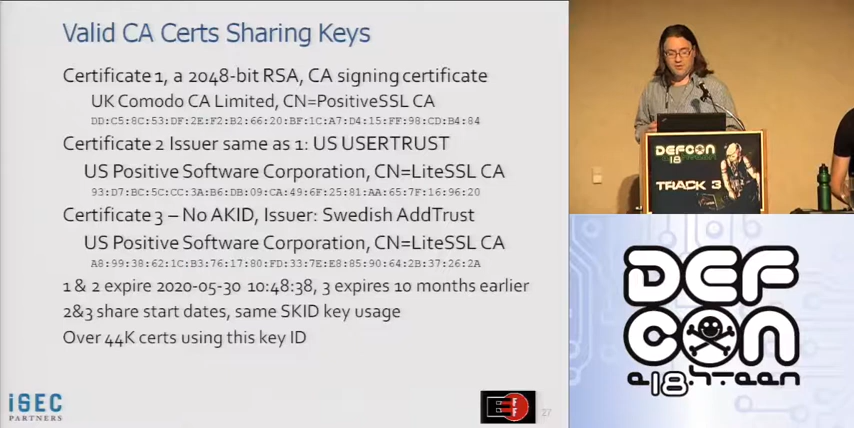 Valid CA Certs Sharing Keys
Certificate 1, a 2048-bit RSA, CA signing certificate
UK Comodo CA Limited, CN=PositiveSSL CA
DD:C5:8C:53:DF:2E:F2:B2:66:20:BF:1C:A7:D4:15:FF:98:CD:B4:84
Certificate 2 Issuer same as 1: US USERTRUST
US Positive Software Corporation, CN=LiteSSL CA
93:D7:BC:5C:CC:3A:B6:DB:09:CA:49:6F:25:81:AA:65:7F:16:96:20
Certificate 3 – No AKID, Issuer: Swedish AddTrust
US Positive Software Corporation, CN=LiteSSL CA
A8:99:38:62:1C:B3:76:17:80:FD:33:7E:E8:85:90:64:2B:37:26:2A
1 & 2 expire 2020-05-30 10:48:38, 3 expires 10 months earlier
2&3 share start dates, same SKID key usage
Over 44K certs using this key ID
iSEC
PARTNERS
EFF
27
DEFCON
18
TRACK 3
DEF
CON
e18hteen